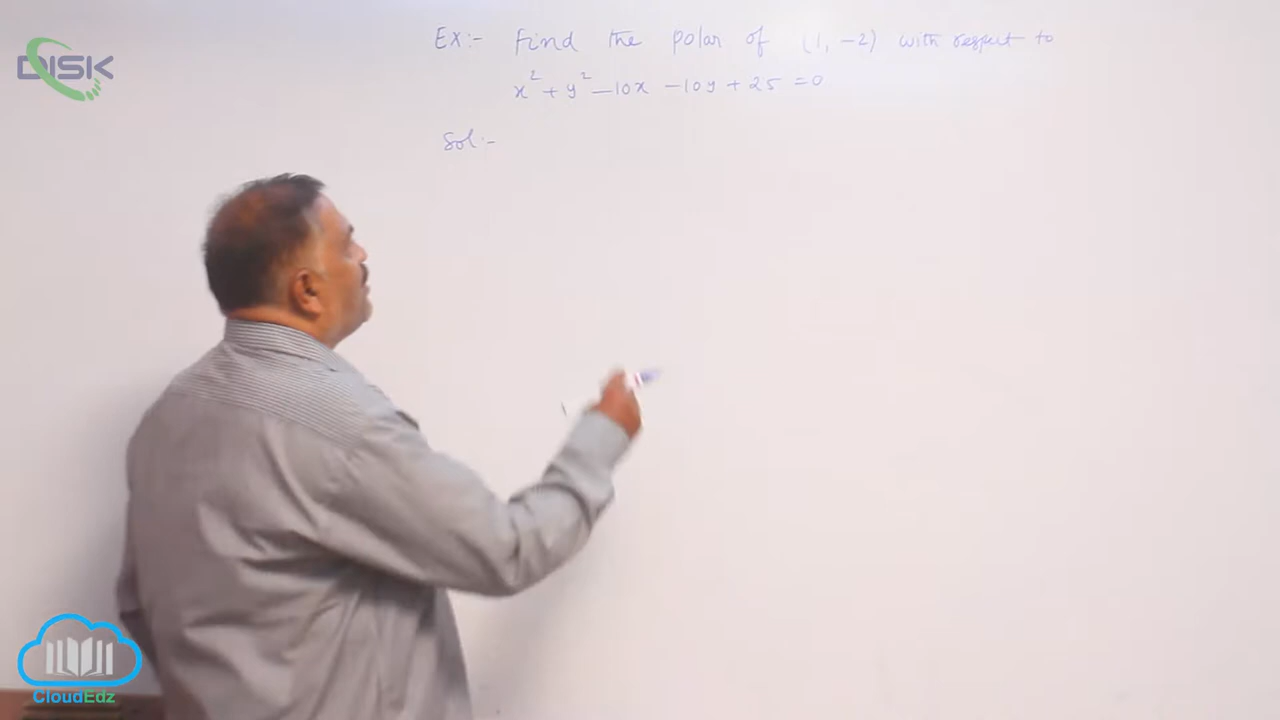 DISK
Ex:- Find the polar of (1, -2) with respect to
x² + y² - 10x - 10y + 25 = 0
Sol:-
CloudEdz